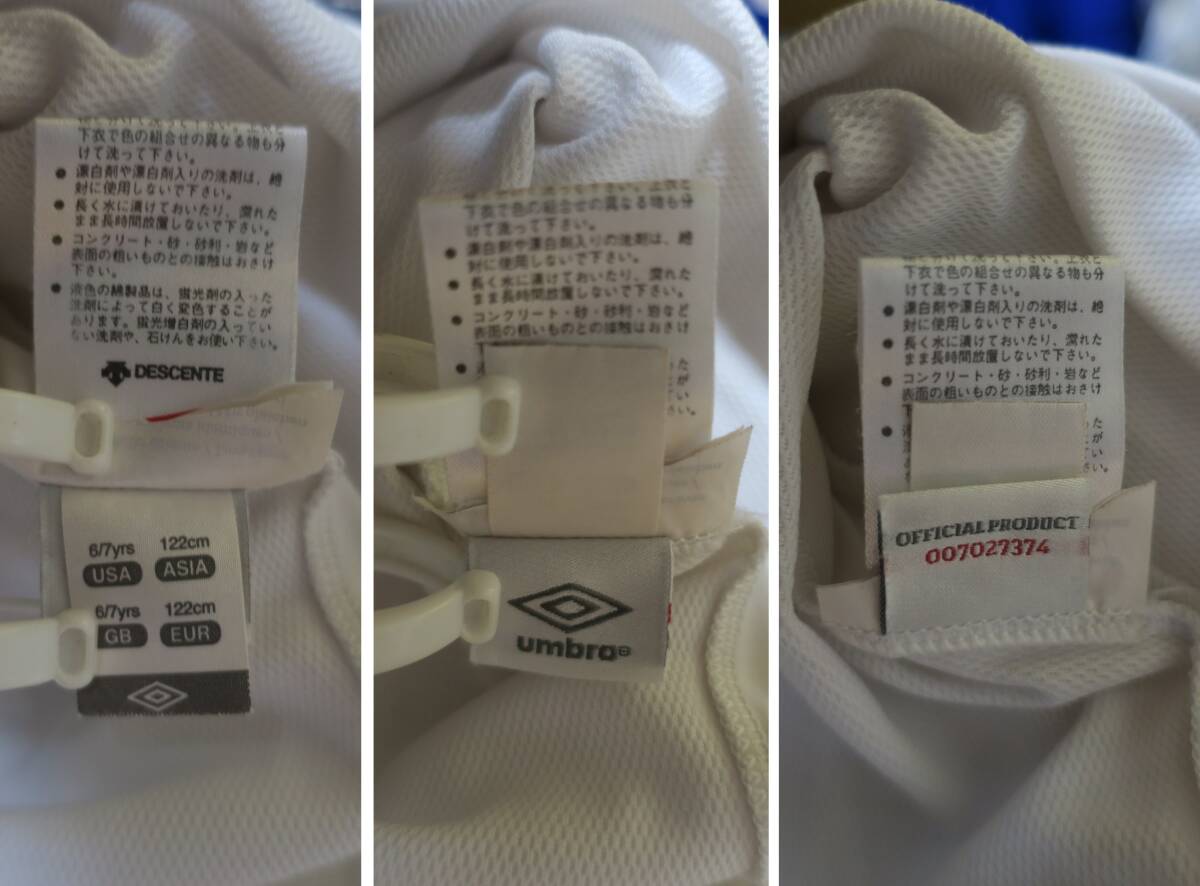 下衣で色の組合せの異なる物も分
けて洗って下さい。
● 漂白剤や漂白剤入りの洗剤は、絶
対に使用しないで下さい。
● 長く水に漬けておいたり、濡れた
まま長時間放置しないで下さい。
● コンクリート・砂・砂利・岩など
表面の粗いものとの接触はおさけ
下さい。
● 淡色の綿製品は、蛍光剤の入った
洗剤によって白く変色することが
あります。蛍光増白剤の入ってい
ない洗剤や、石けんをお使い下さい。
DESCENTE
6/7yrs 122cm
USA ASIA
6/7yrs 122cm
GB EUR
下衣で色の組合せの異なる物も分
けて洗って下さい。
● 漂白剤や漂白剤入りの洗剤は、絶
対に使用しないで下さい。
● 長く水に漬けておいたり、濡れた
まま長時間放置しないで下さい。
● コンクリート・砂・砂利・岩など
表面の粗いものとの接触はおさけ
った
とが
い。
umbro
下衣で色の組合せの異なる物も分
けて洗って下さい。
● 漂白剤や漂白剤入りの洗剤は、絶
対に使用しないで下さい。
● 長く水に漬けておいたり、濡れた
まま長時間放置しないで下さい。
● コンクリート・砂・砂利・岩など
表面の粗いものとの接触はおさけ
た
が
い
い。
OFFICIAL PRODUCT
007027374